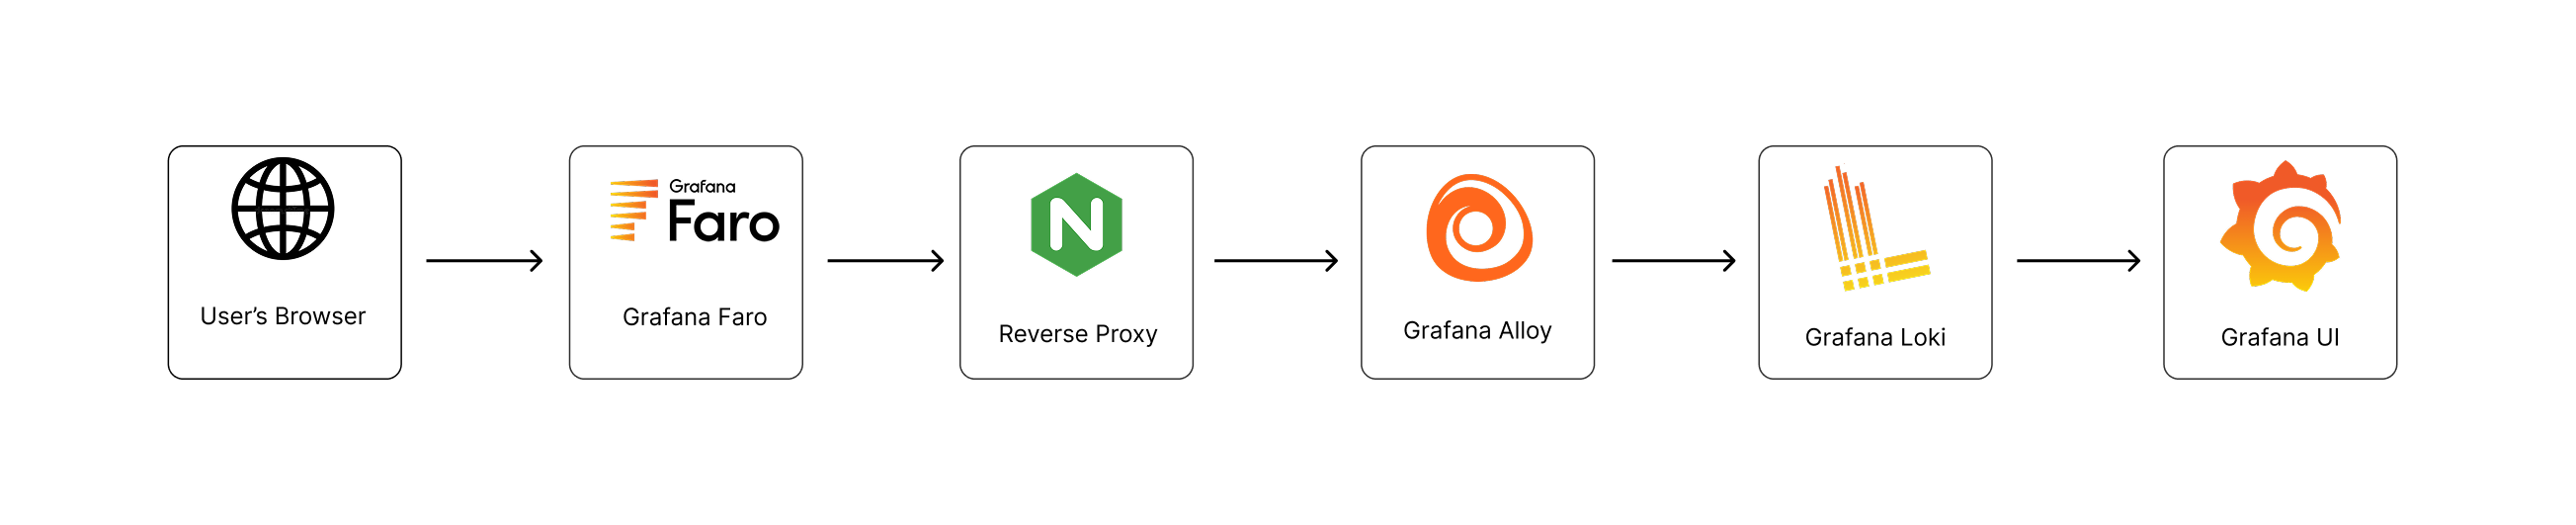 User’s Browser
Grafana
Faro
Grafana Faro
N
Reverse Proxy
Grafana Alloy
Grafana Loki
Grafana UI